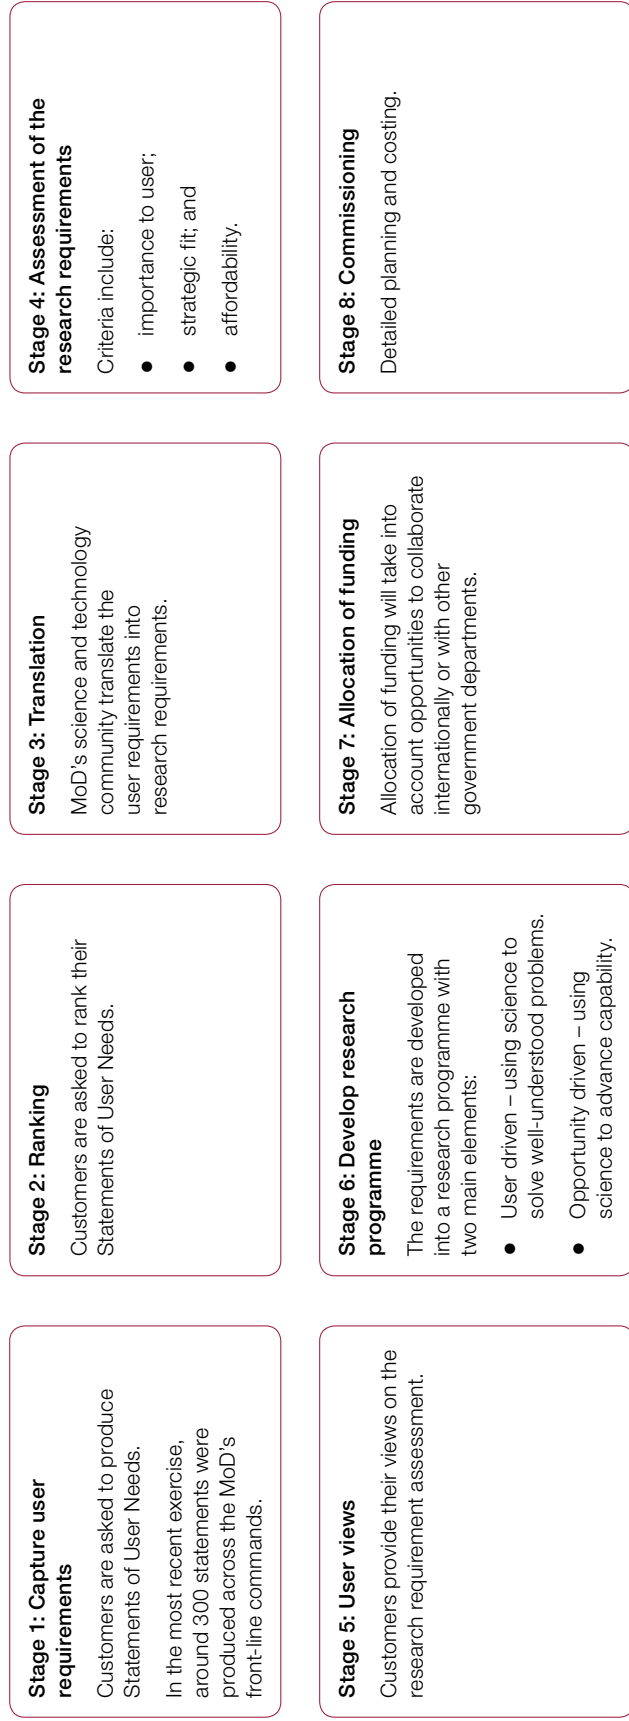 Stage 1: Capture user
requirements
Customers are asked to produce
Statements of User Needs.
In the most recent exercise,
around 300 statements were
produced across the MoD’s
front-line commands.
Stage 2: Ranking
Customers are asked to rank their
Statements of User Needs.
Stage 3: Translation
MoD’s science and technology
community translate the
user requirements into
research requirements.
Stage 4: Assessment of the
research requirements
Criteria include:
● importance to user;
● strategic fit; and
● affordability.
Stage 5: User views
Customers provide their views on the
research requirement assessment.
Stage 6: Develop research
programme
The requirements are developed
into a research programme with
two main elements:
● User driven – using science to
solve well-understood problems.
● Opportunity driven – using
science to advance capability.
Stage 7: Allocation of funding
Allocation of funding will take into
account opportunities to collaborate
internationally or with other
government departments.
Stage 8: Commissioning
Detailed planning and costing.